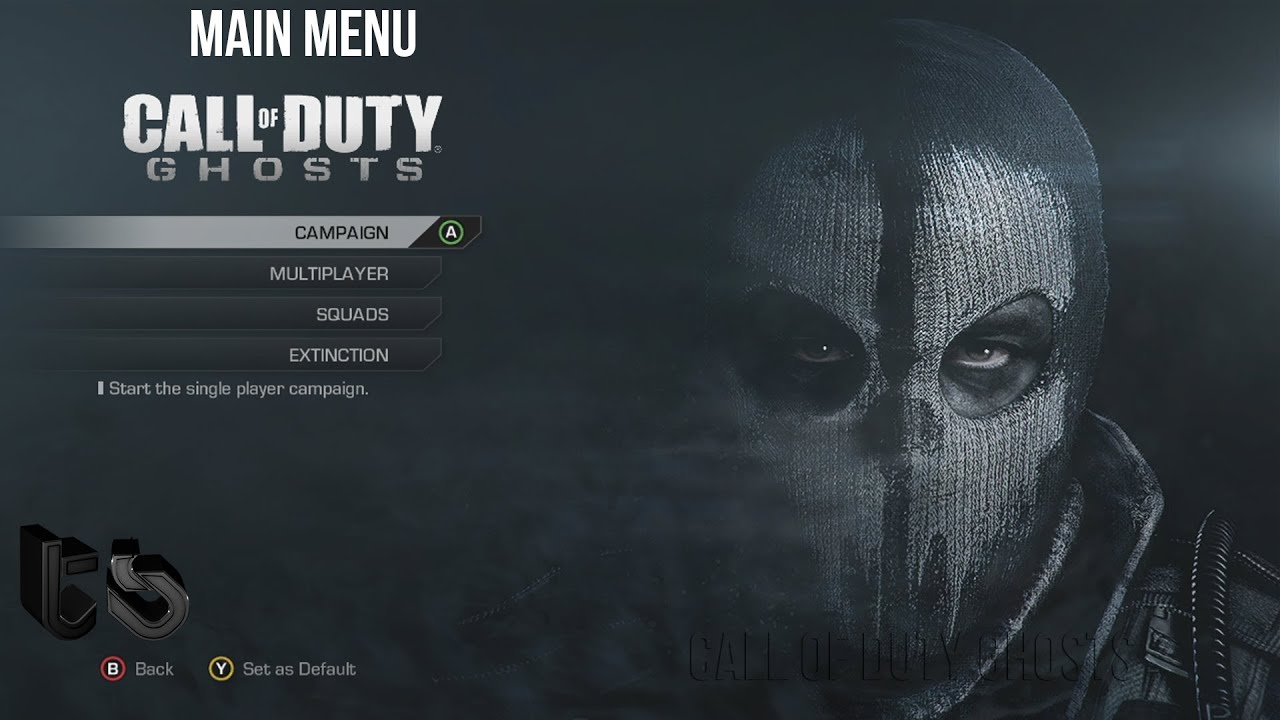 MAIN MENU
CALL OF DUTY®
GHOSTS
CAMPAIGN A
MULTIPLAYER
SQUADS
EXTINCTION
Start the single player campaign.
ts
CALL OF DUTY GHOSTS
B Back Y Set as Default